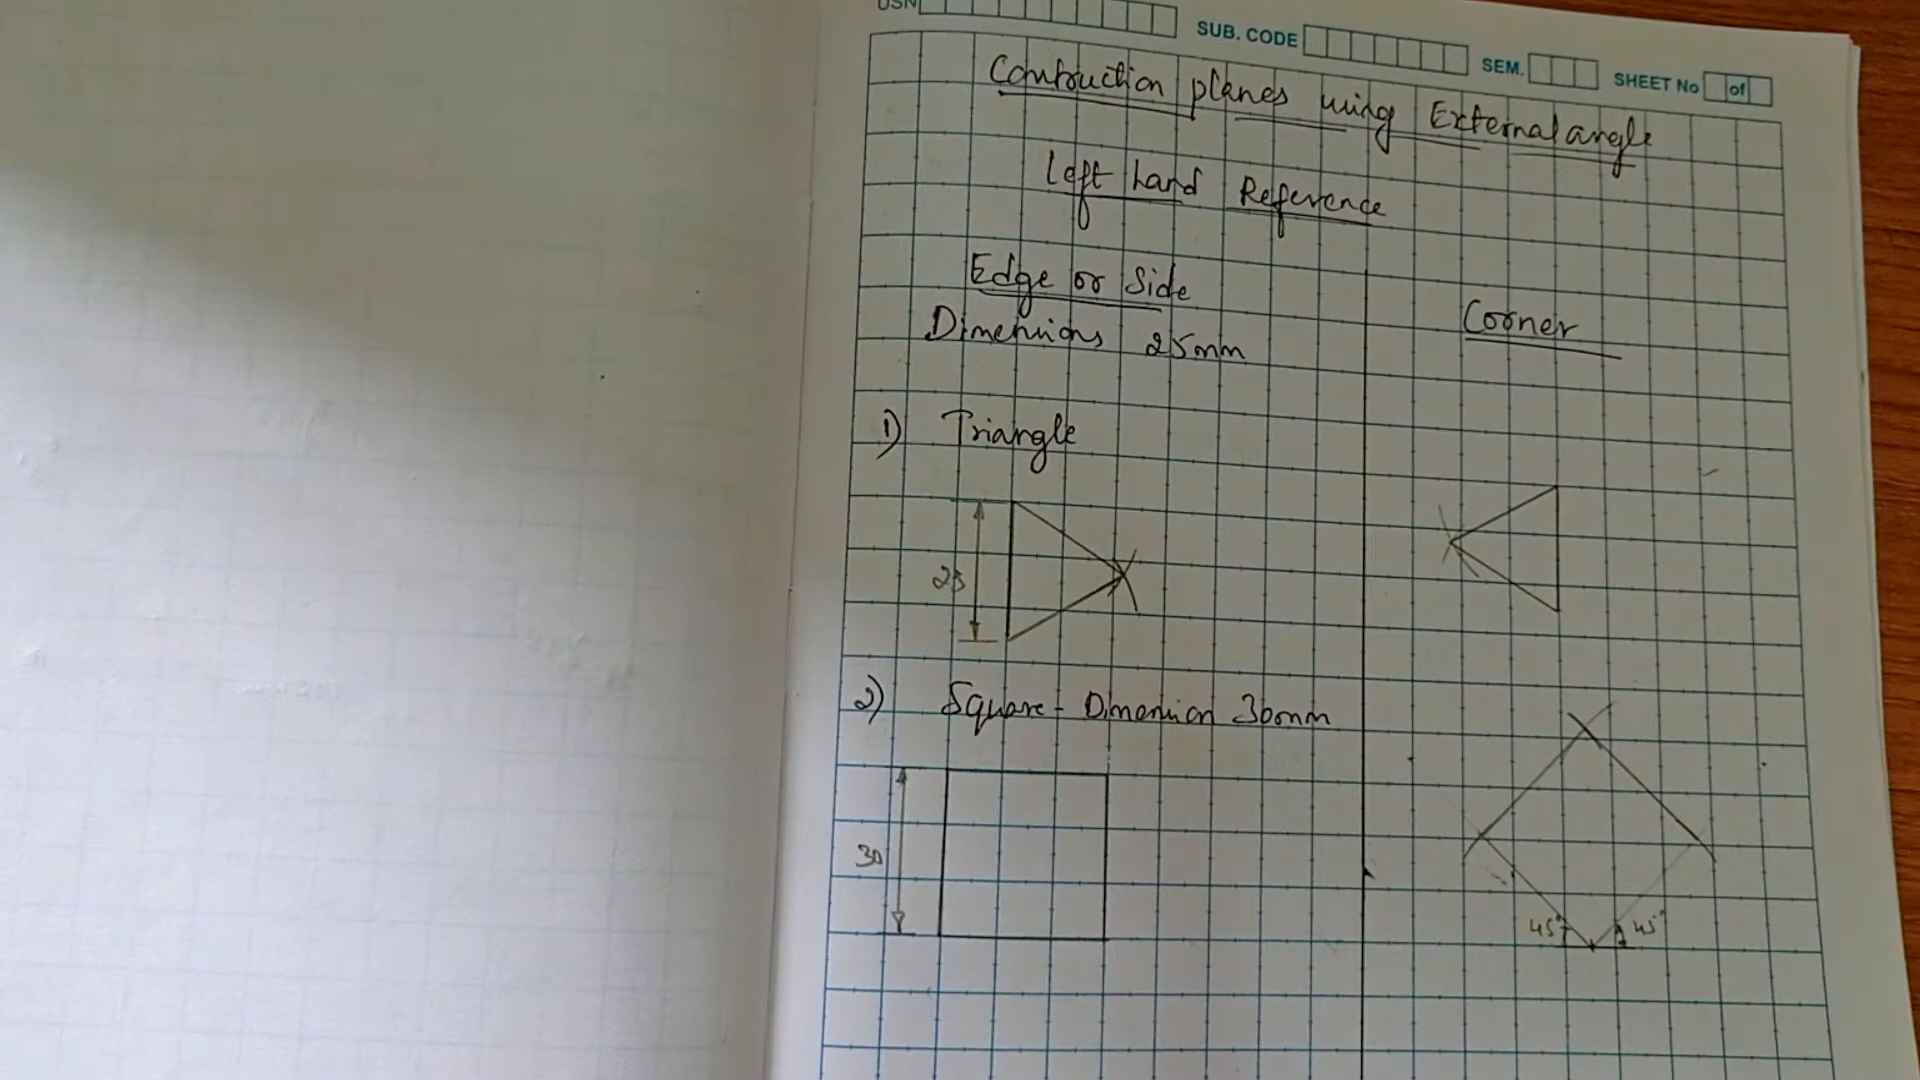 USN SUB. CODE SEM. SHEET No of
Contruction planes using External angle
Left hand Reference
Edge or Side
Corner
Dimensions 25mm
1) Triangle
25
2) Square - Dimension 30mm
30
45° 45°